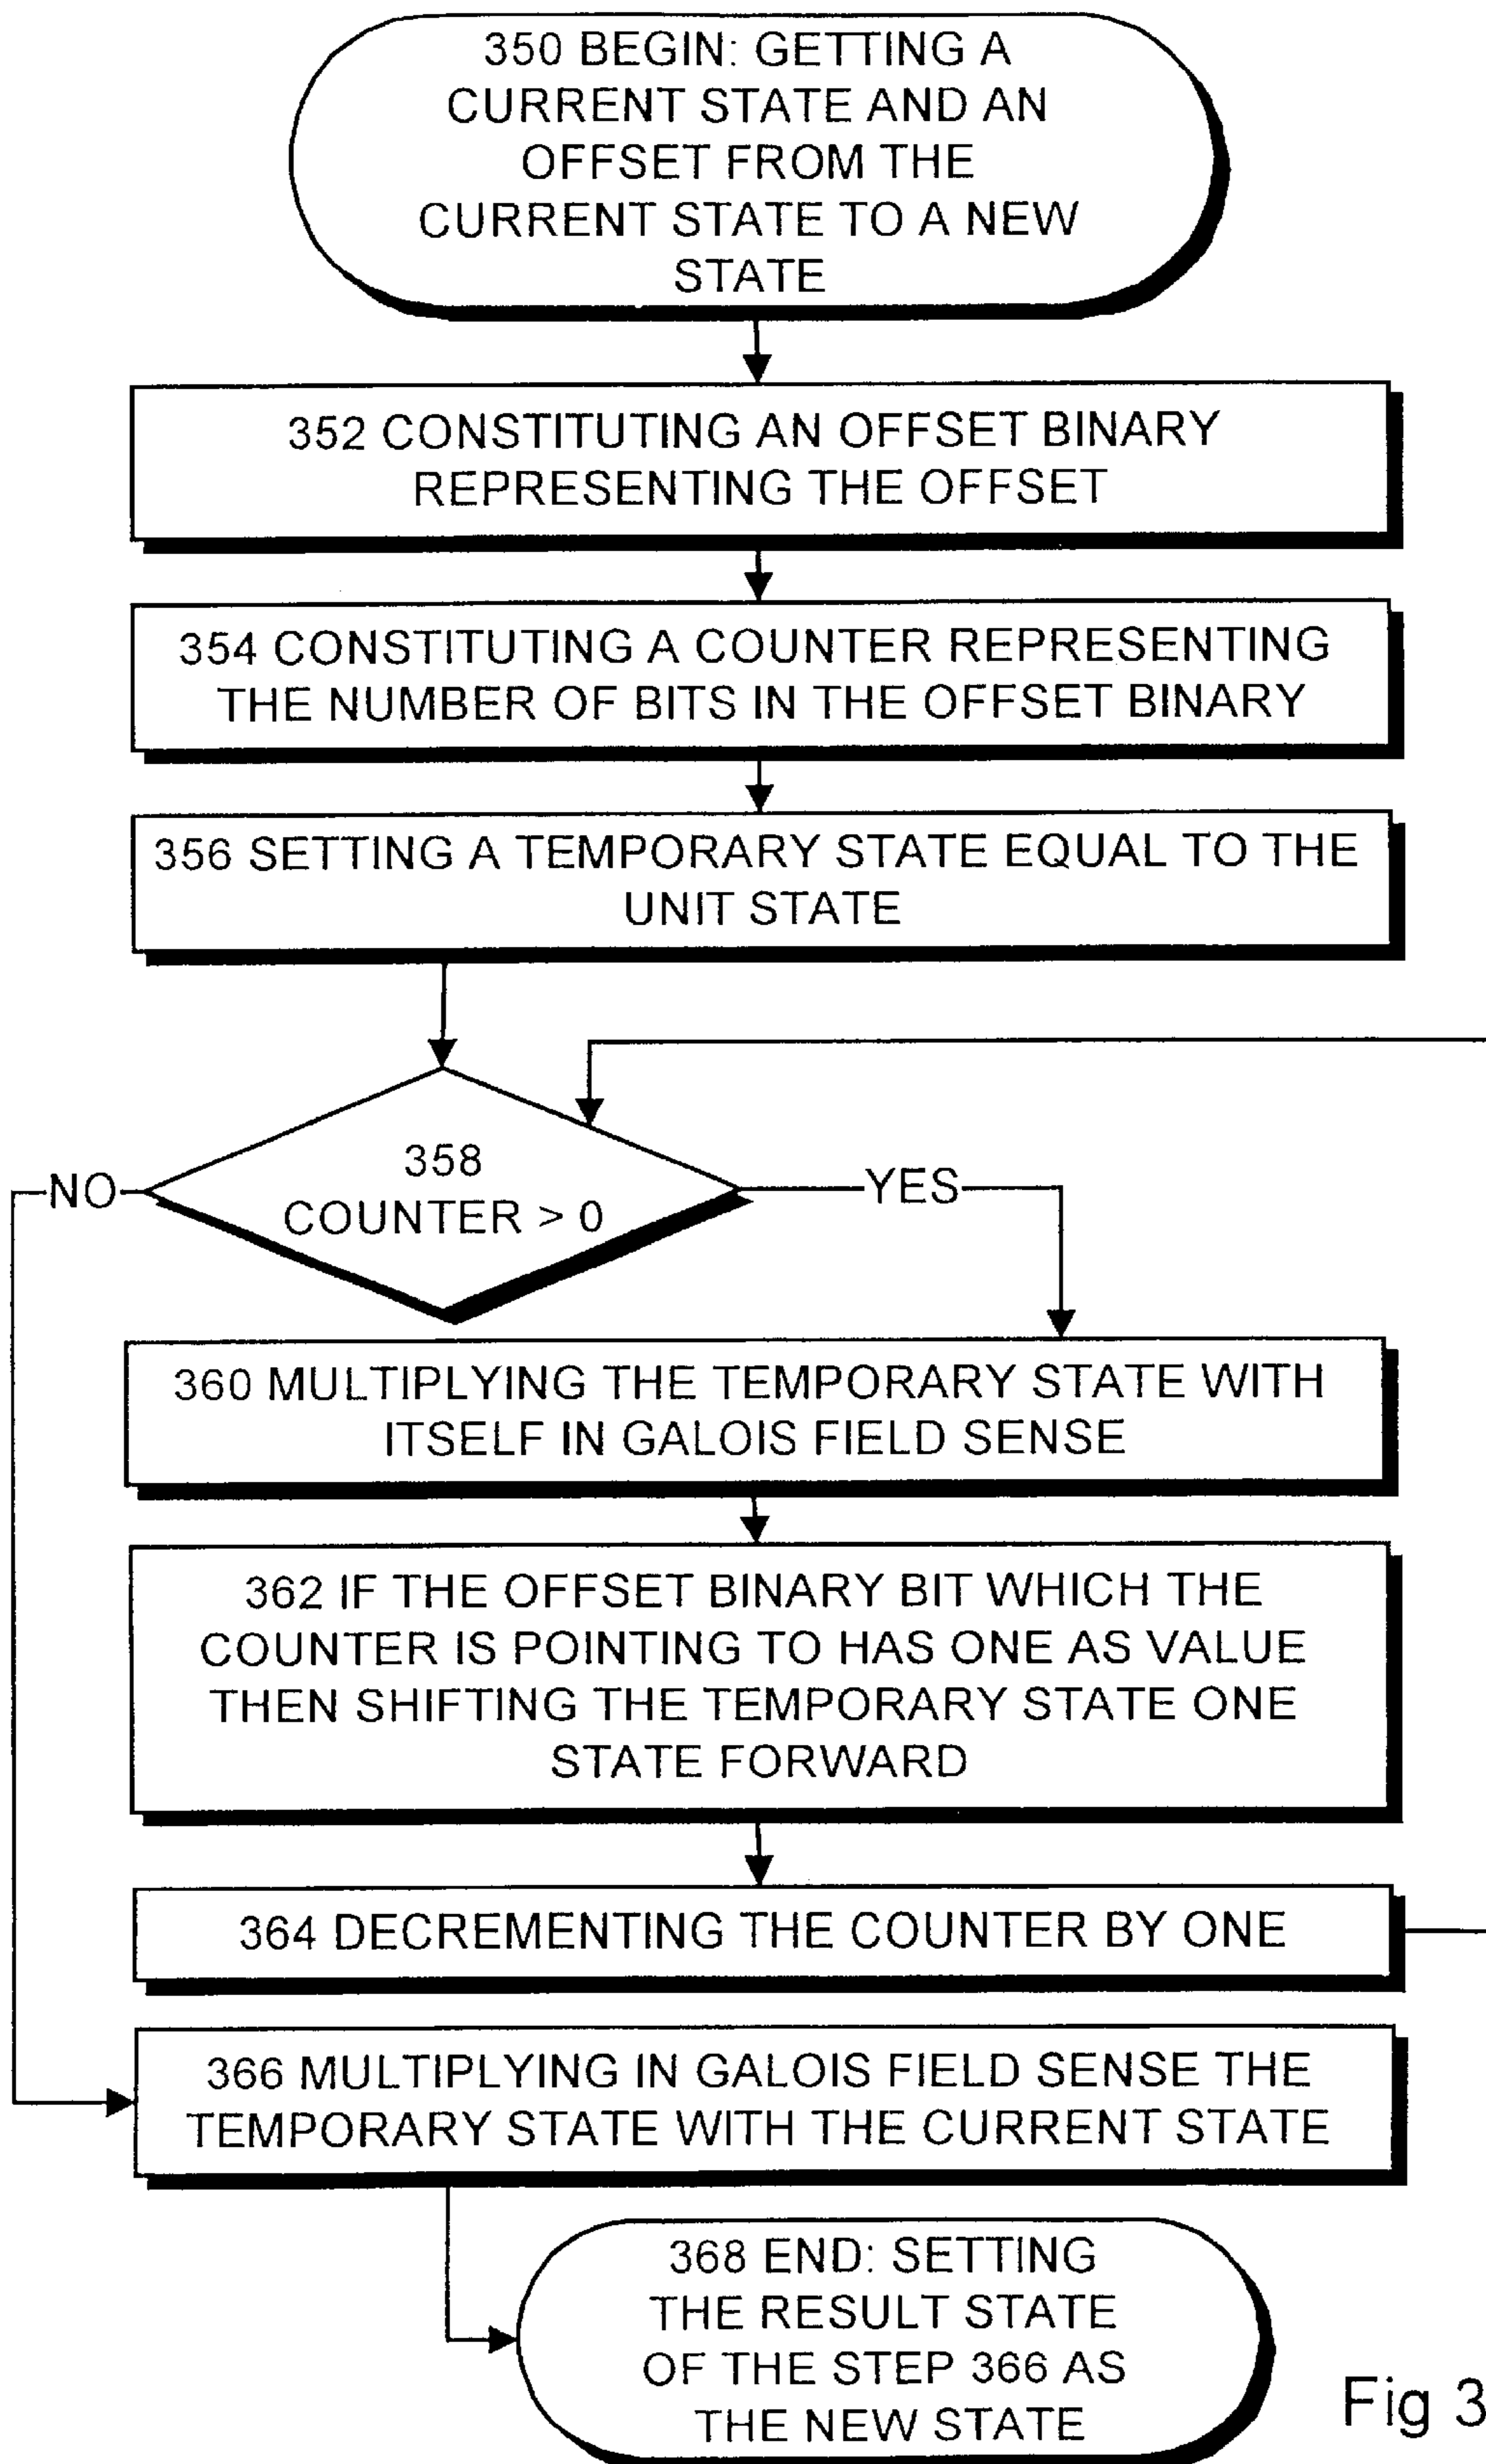 350 BEGIN: GETTING A
CURRENT STATE AND AN
OFFSET FROM THE
CURRENT STATE TO A NEW
STATE
352 CONSTITUTING AN OFFSET BINARY
REPRESENTING THE OFFSET
354 CONSTITUTING A COUNTER REPRESENTING
THE NUMBER OF BITS IN THE OFFSET BINARY
356 SETTING A TEMPORARY STATE EQUAL TO THE
UNIT STATE
358
COUNTER > 0
NO
YES
360 MULTIPLYING THE TEMPORARY STATE WITH
ITSELF IN GALOIS FIELD SENSE
362 IF THE OFFSET BINARY BIT WHICH THE
COUNTER IS POINTING TO HAS ONE AS VALUE
THEN SHIFTING THE TEMPORARY STATE ONE
STATE FORWARD
364 DECREMENTING THE COUNTER BY ONE
366 MULTIPLYING IN GALOIS FIELD SENSE THE
TEMPORARY STATE WITH THE CURRENT STATE
368 END: SETTING
THE RESULT STATE
OF THE STEP 366 AS
THE NEW STATE
Fig 3